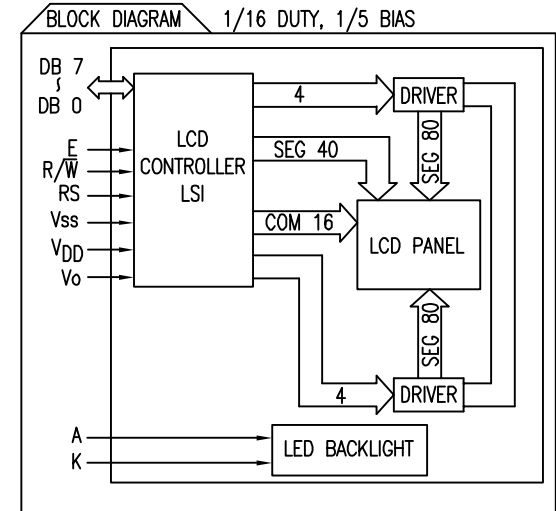 BLOCK DIAGRAM 1/16 DUTY, 1/5 BIAS
DB 7
~
DB 0
E
R/W̅
RS
Vss
VDD
Vo
A
K
LCD
CONTROLLER
LSI
4
SEG 40
COM 16
4
DRIVER
SEG 80
LCD PANEL
SEG 80
DRIVER
LED BACKLIGHT